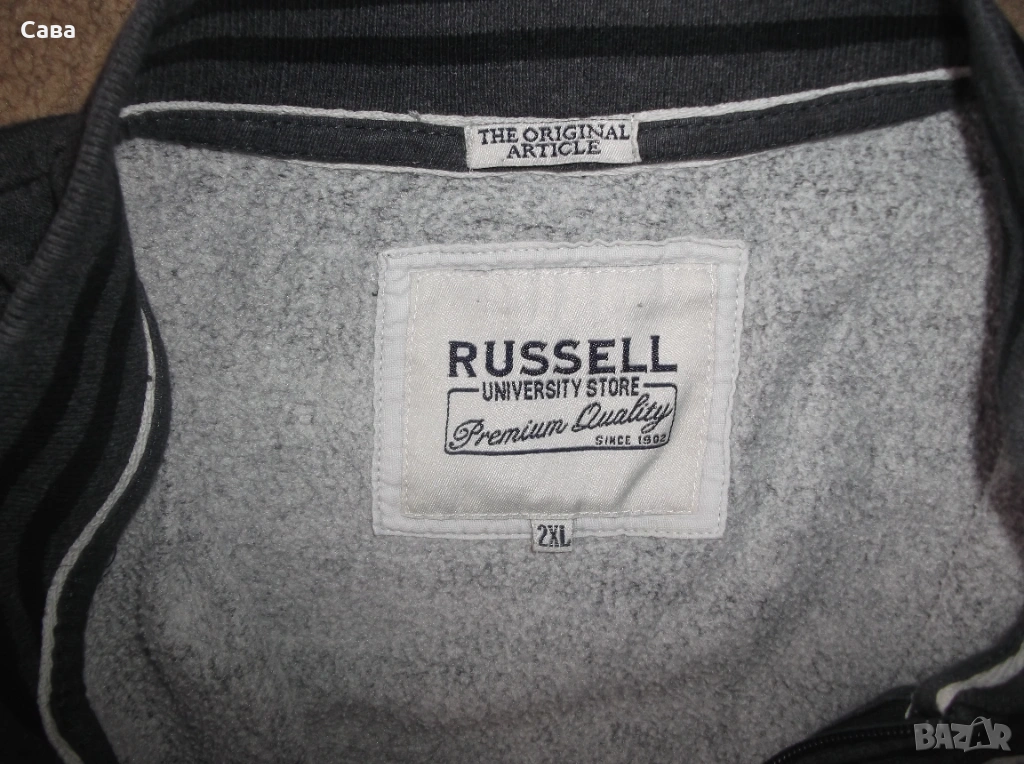 Сава
THE ORIGINAL
ARTICLE
RUSSELL
UNIVERSITY STORE
Premium Quality
SINCE 1902
2XL
BAZAR